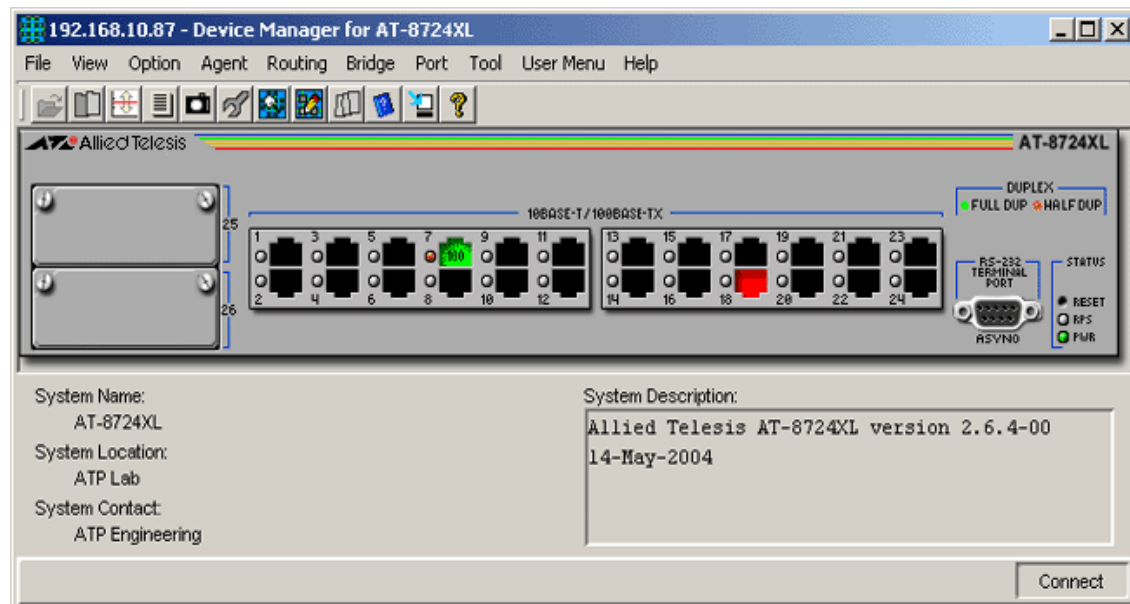 192.168.10.87 - Device Manager for AT-8724XL
File View Option Agent Routing Bridge Port Tool User Menu Help
Allied Telesis AT-8724XL
DUPLEX
FULL DUP HALF DUP
10BASE-T/100BASE-TX
25
1 3 5 7 9 11 13 15 17 19 21 23
100
2 4 6 8 10 12 14 16 18 20 22 24
26
RS-232
TERMINAL
PORT
ASYN0
STATUS
RESET
RPS
PWR
System Name:
AT-8724XL
System Location:
ATP Lab
System Contact:
ATP Engineering
System Description:
Allied Telesis AT-8724XL version 2.6.4-00
14-May-2004
Connect